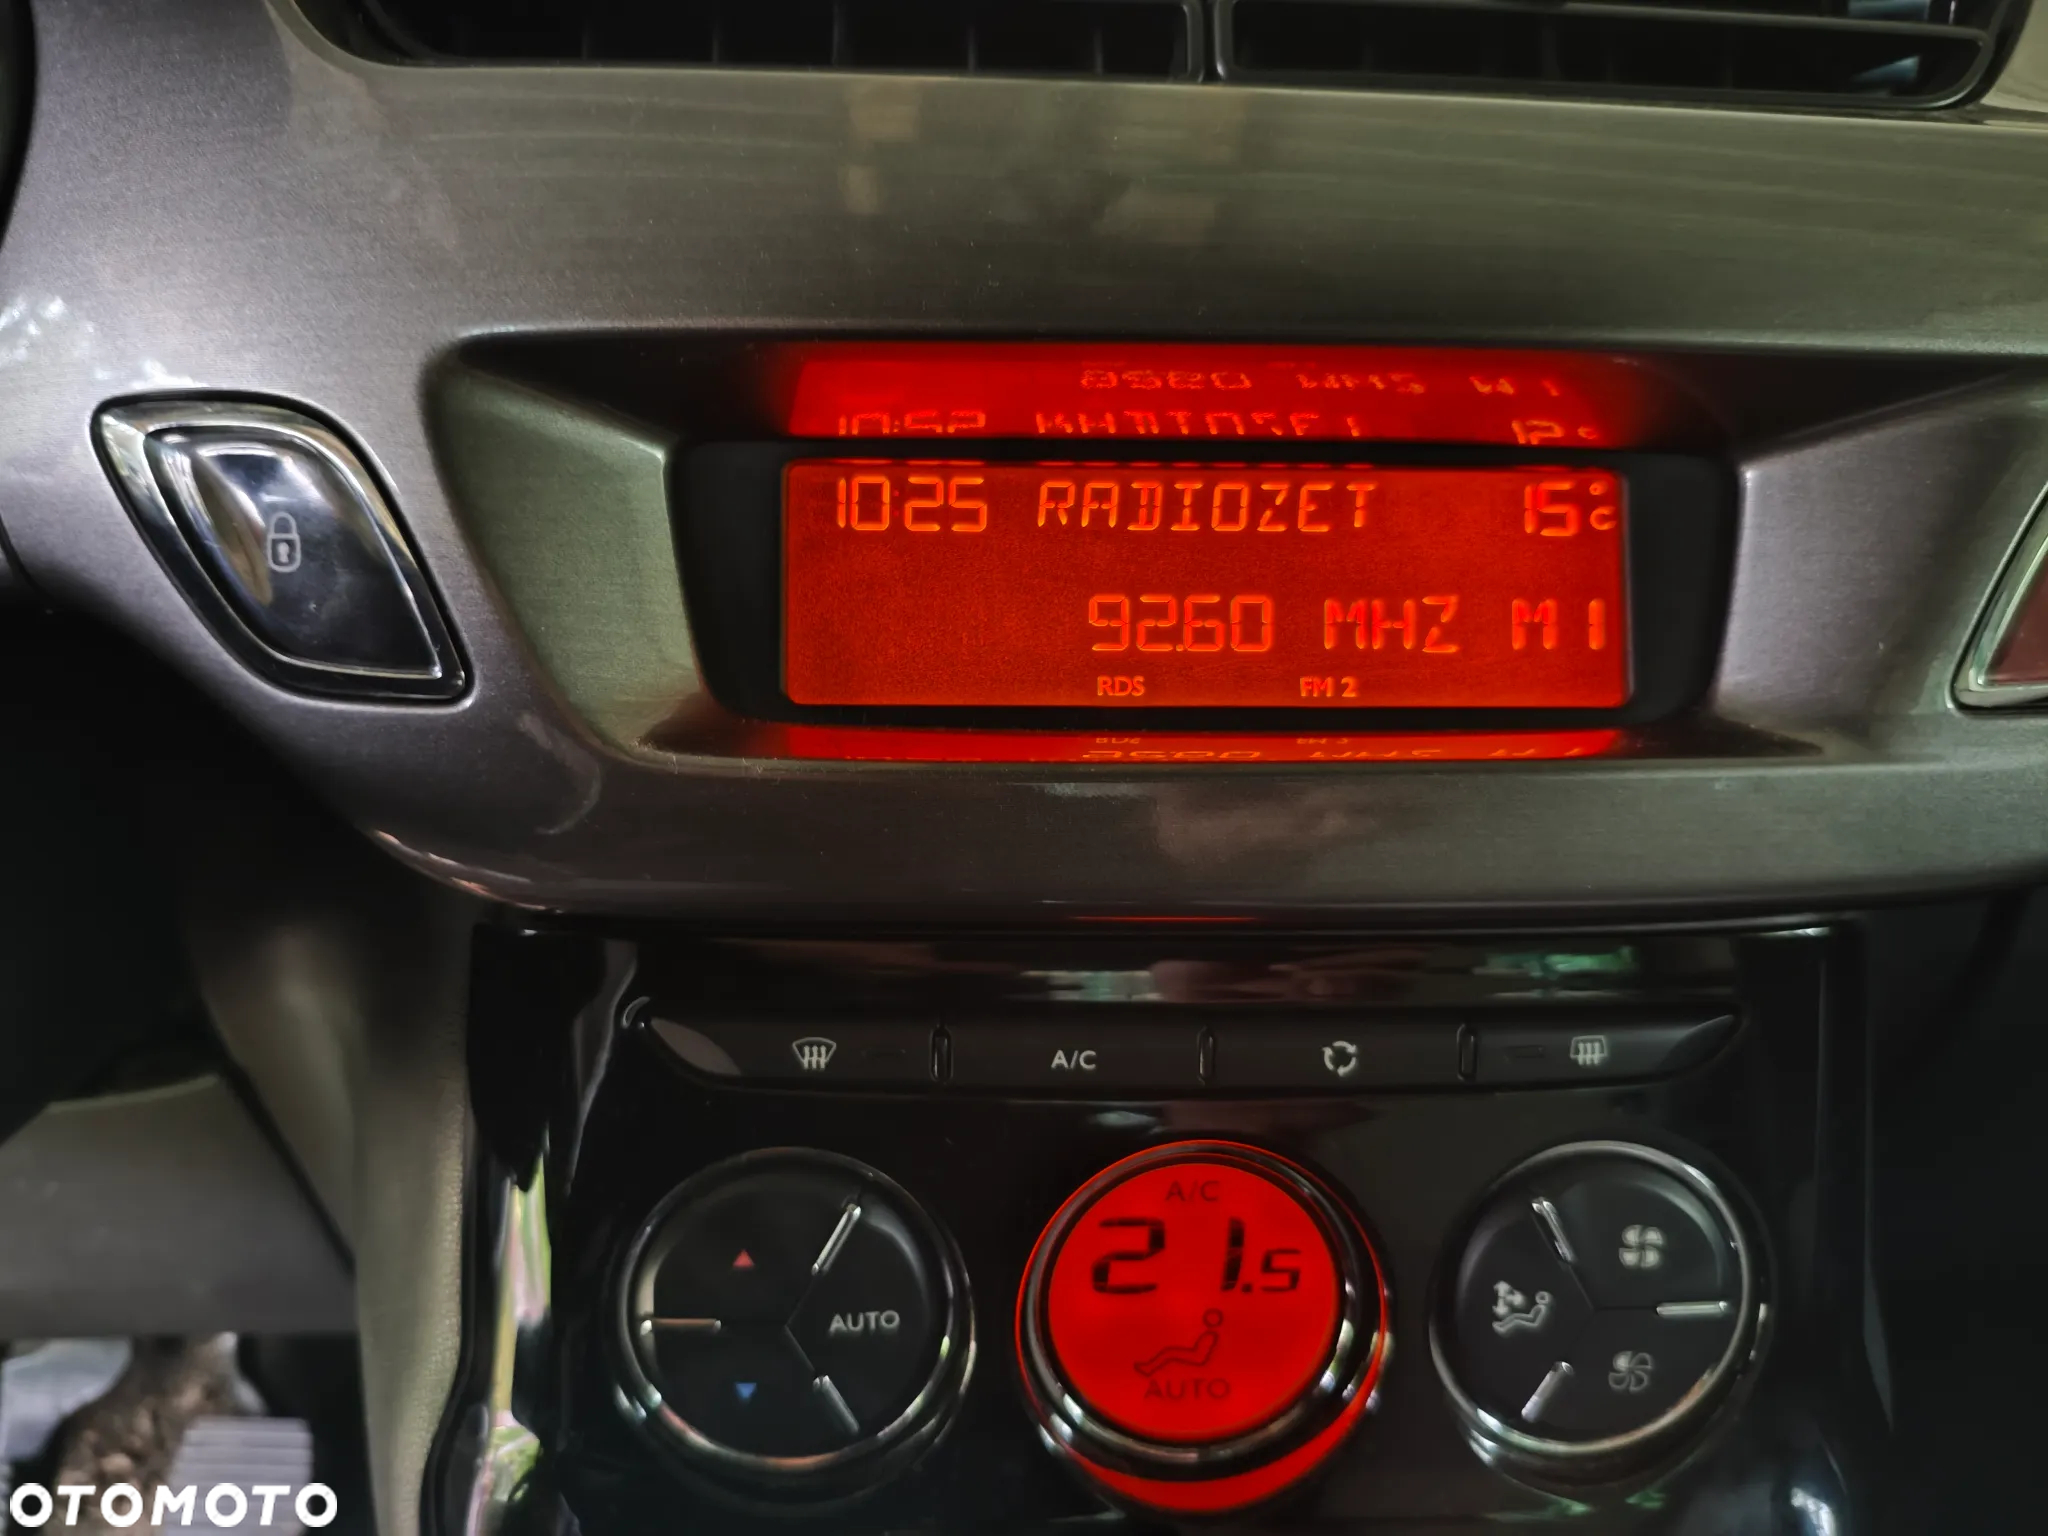 10:25 RADIOZET 15°C
92.60 MHZ M1
RDS FM 2
A/C
A/C
21.5
AUTO
AUTO
OTOMOTO